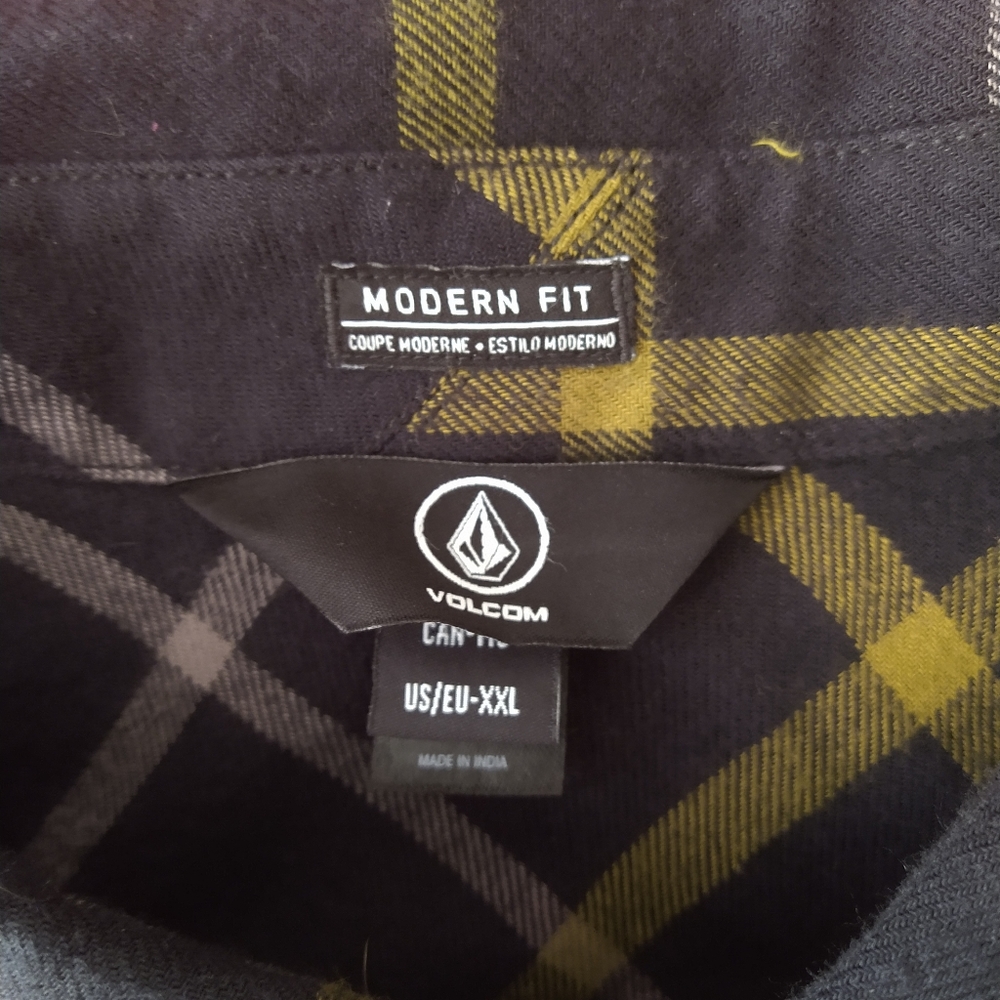 MODERN FIT
COUPE MODERNE • ESTILO MODERNO
VOLCOM
US/EU-XXL
MADE IN INDIA